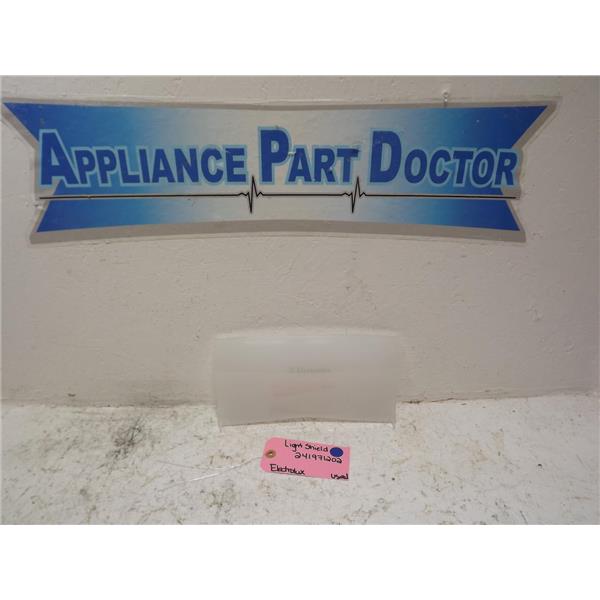 APPLIANCE PART DOCTOR
Electrolux
Light Shield
241971202
Electrolux
used